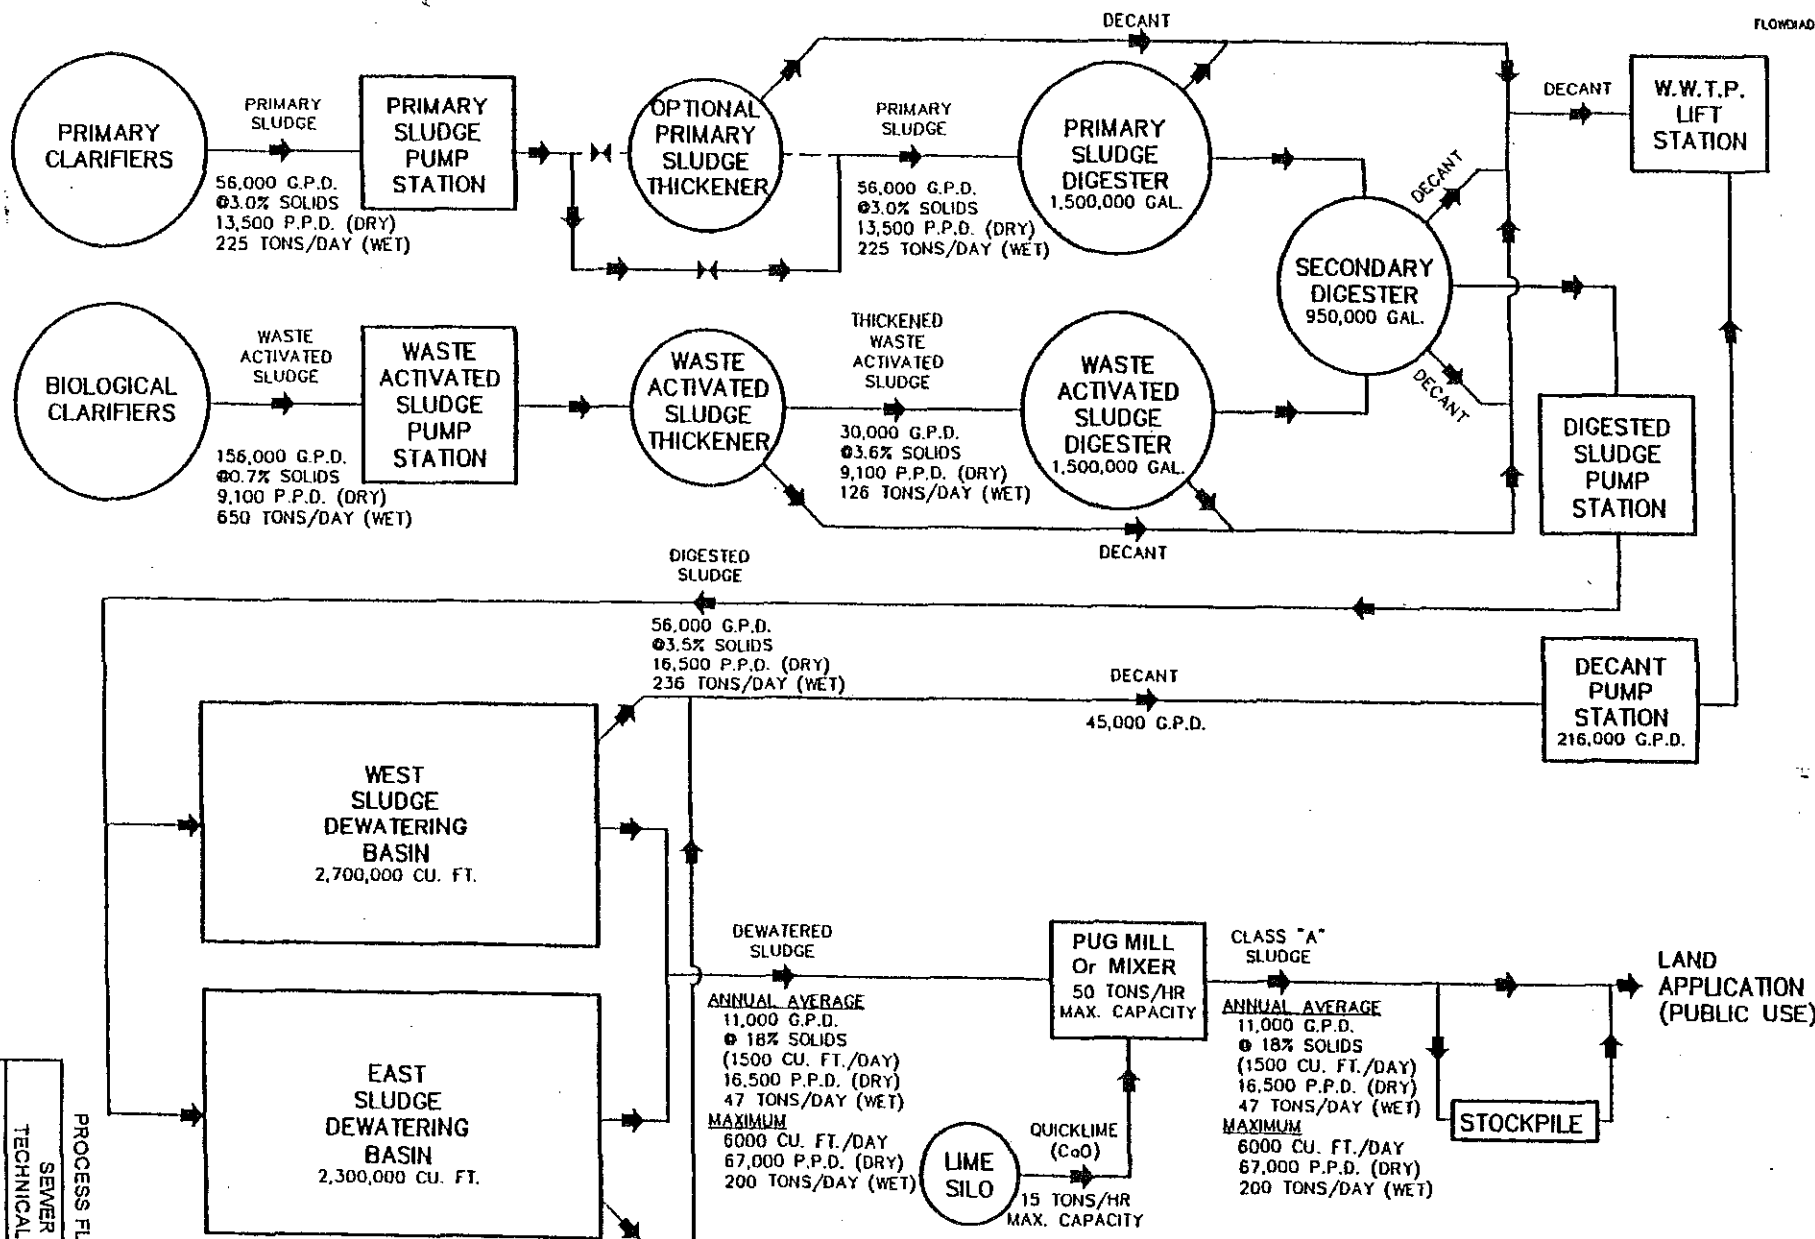 FLOWDIAD
DECANT
PRIMARY
CLARIFIERS
PRIMARY
SLUDGE
56,000 G.P.D.
@3.0% SOLIDS
13,500 P.P.D. (DRY)
225 TONS/DAY (WET)
PRIMARY
SLUDGE
PUMP
STATION
OPTIONAL
PRIMARY
SLUDGE
THICKENER
PRIMARY
SLUDGE
56,000 G.P.D.
@3.0% SOLIDS
13,500 P.P.D. (DRY)
225 TONS/DAY (WET)
PRIMARY
SLUDGE
DIGESTER
1,500,000 GAL.
DECANT
W.W.T.P.
LIFT
STATION
DECANT
SECONDARY
DIGESTER
950,000 GAL.
DECANT
BIOLOGICAL
CLARIFIERS
WASTE
ACTIVATED
SLUDGE
156,000 G.P.D.
@0.7% SOLIDS
9,100 P.P.D. (DRY)
650 TONS/DAY (WET)
WASTE
ACTIVATED
SLUDGE
PUMP
STATION
WASTE
ACTIVATED
SLUDGE
THICKENER
THICKENED
WASTE
ACTIVATED
SLUDGE
30,000 G.P.D.
@3.6% SOLIDS
9,100 P.P.D. (DRY)
126 TONS/DAY (WET)
WASTE
ACTIVATED
SLUDGE
DIGESTER
1,500,000 GAL.
DECANT
DIGESTED
SLUDGE
PUMP
STATION
DIGESTED
SLUDGE
56,000 G.P.D.
@3.5% SOLIDS
16,500 P.P.D. (DRY)
236 TONS/DAY (WET)
DECANT
45,000 G.P.D.
DECANT
PUMP
STATION
216,000 G.P.D.
WEST
SLUDGE
DEWATERING
BASIN
2,700,000 CU. FT.
EAST
SLUDGE
DEWATERING
BASIN
2,300,000 CU. FT.
DEWATERED
SLUDGE
ANNUAL AVERAGE
11,000 G.P.D.
@ 18% SOLIDS
(1500 CU. FT./DAY)
16,500 P.P.D. (DRY)
47 TONS/DAY (WET)
MAXIMUM
6000 CU. FT./DAY
67,000 P.P.D. (DRY)
200 TONS/DAY (WET)
PUG MILL
Or MIXER
50 TONS/HR
MAX. CAPACITY
LIME
SILO
QUICKLIME
(CaO)
15 TONS/HR
MAX. CAPACITY
CLASS "A"
SLUDGE
ANNUAL AVERAGE
11,000 G.P.D.
@ 18% SOLIDS
(1500 CU. FT./DAY)
16,500 P.P.D. (DRY)
47 TONS/DAY (WET)
MAXIMUM
6000 CU. FT./DAY
67,000 P.P.D. (DRY)
200 TONS/DAY (WET)
STOCKPILE
LAND
APPLICATION
(PUBLIC USE)
PROCESS FL
SEWER
TECHNICAL